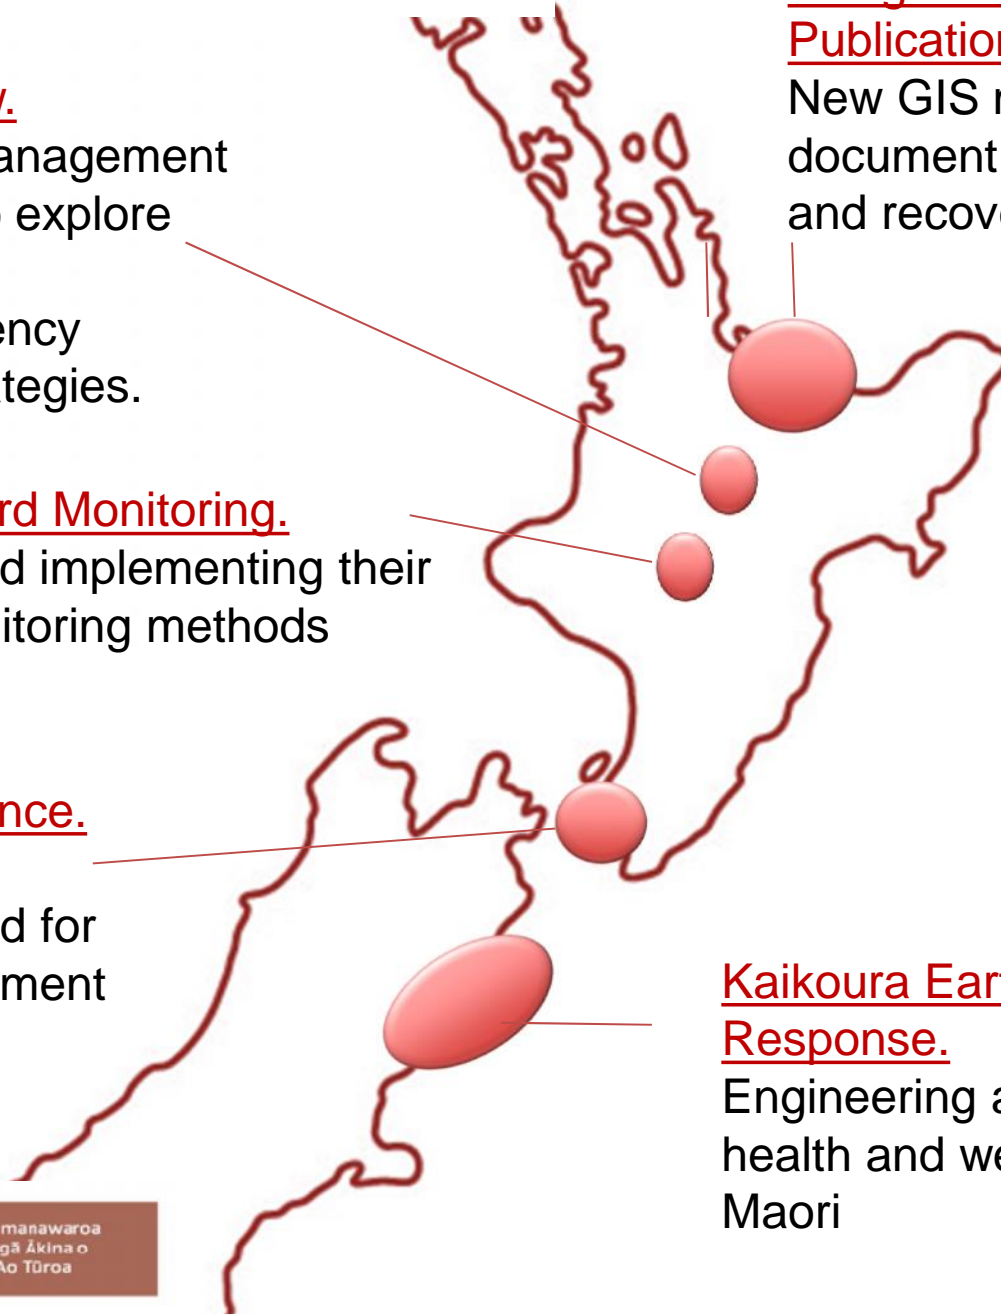 anagement
explore
ency
tegies.
rd Monitoring.
d implementing their
itoring methods
nce.
d for
ment
Publication
New GIS
document
and recov
Kaikoura Ear
Response.
Engineering a
health and we
Maori
manawaroa
gā Ākina o
Ao Tūroa